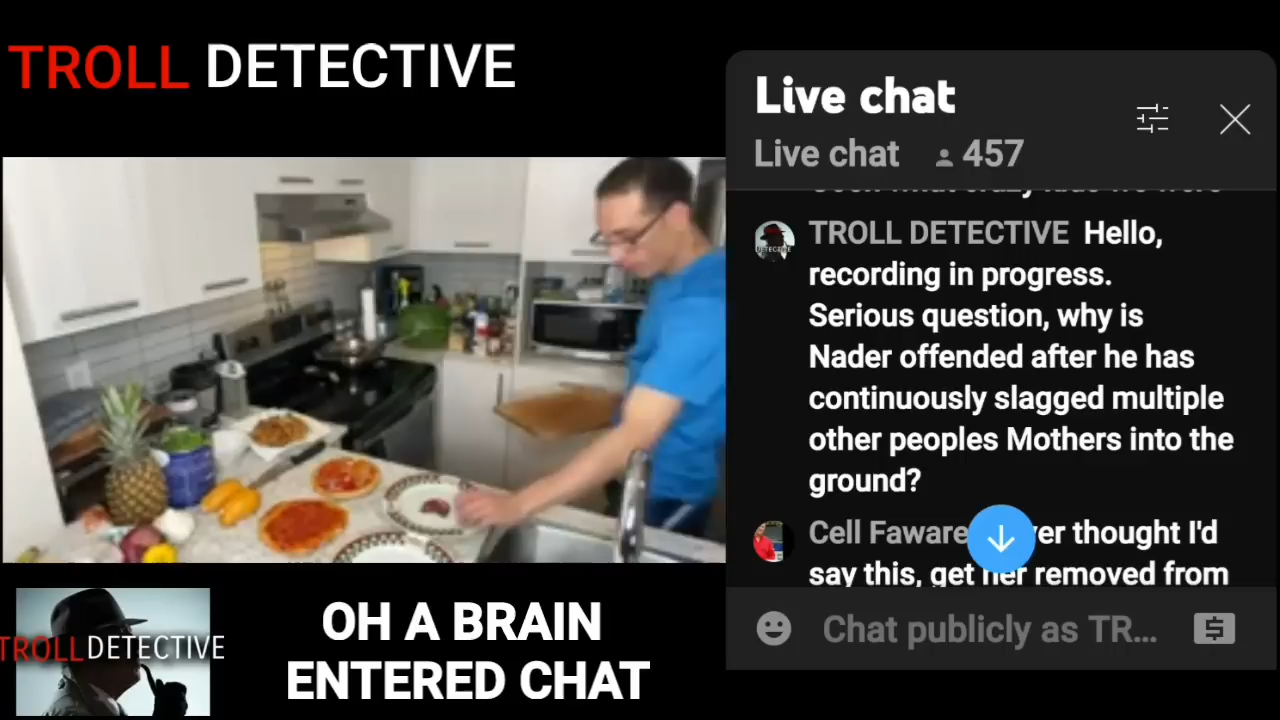 TROLL DETECTIVE
Live chat
Live chat 457
TROLL DETECTIVE Hello,
recording in progress.
Serious question, why is
Nader offended after he has
continuously slagged multiple
other peoples Mothers into the
ground?
Cell Faware thought I'd
say this, get her removed from
Chat publicly as TR...
DETECTIVE
TROLLDETECTIVE
OH A BRAIN
ENTERED CHAT